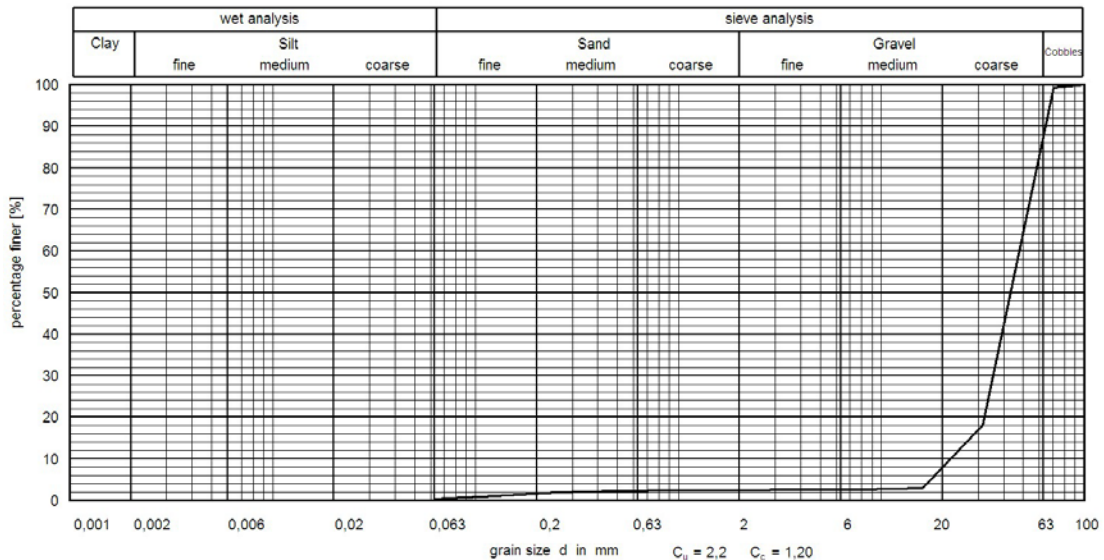 wet analysis sieve analysis
Clay Silt Sand Gravel Cobbles
fine medium coarse fine medium coarse fine medium coarse
100
90
80
70
60
50
40
30
20
10
0
percentage finer [%]
0,001 0,002 0,006 0,02 0,063 0,2 0,63 2 6 20 63 100
grain size d in mm Cu = 2,2 Cc = 1,20